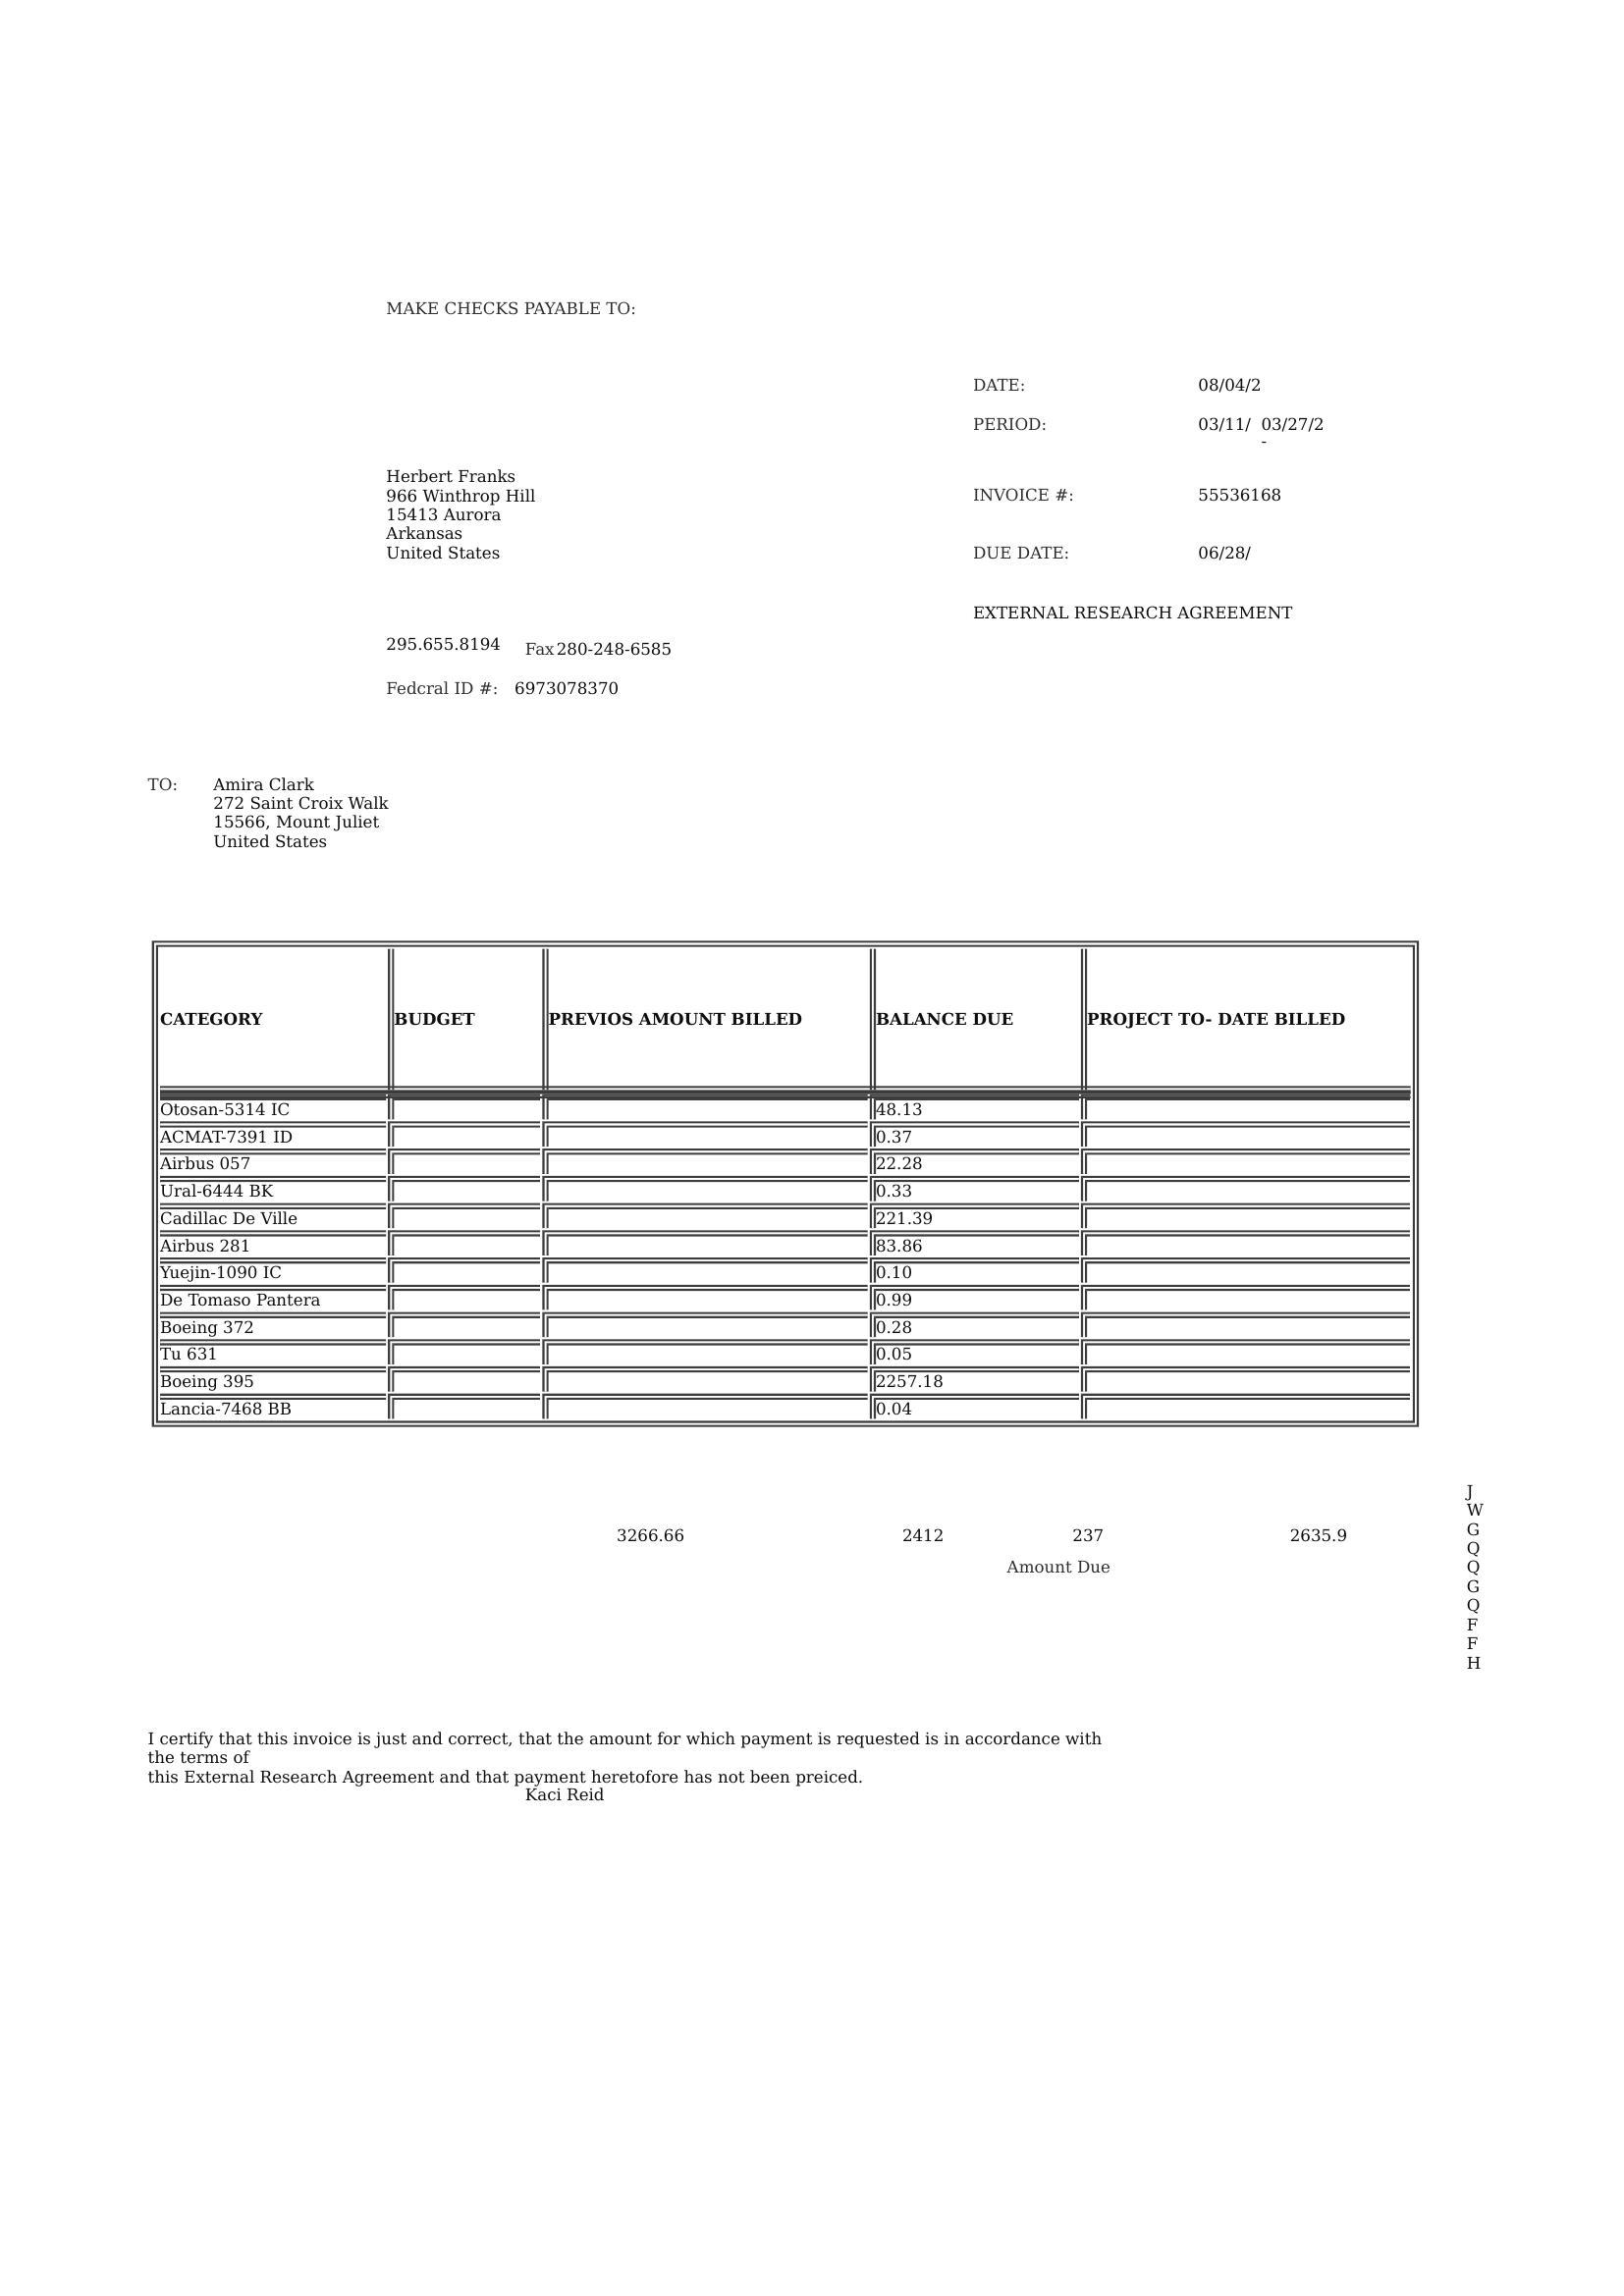 MAKE CHECKS PAYABLE TO:
DATE: 08/04/2
PERIOD: 03/11/ 03/27/2
-
Herbert Franks
966 Winthrop Hill
15413 Aurora
Arkansas
United States
INVOICE #: 55536168
DUE DATE: 06/28/
EXTERNAL RESEARCH AGREEMENT
295.655.8194 Fax 280-248-6585
Fedcral ID #: 6973078370
TO: Amira Clark
272 Saint Croix Walk
15566, Mount Juliet
United States
CATEGORY BUDGET PREVIOS AMOUNT BILLED BALANCE DUE PROJECT TO- DATE BILLED
Otosan-5314 IC 48.13
ACMAT-7391 ID 0.37
Airbus 057 22.28
Ural-6444 BK 0.33
Cadillac De Ville 221.39
Airbus 281 83.86
Yuejin-1090 IC 0.10
De Tomaso Pantera 0.99
Boeing 372 0.28
Tu 631 0.05
Boeing 395 2257.18
Lancia-7468 BB 0.04
3266.66 2412 237 2635.9
Amount Due
J
W
G
Q
Q
G
Q
F
F
H
I certify that this invoice is just and correct, that the amount for which payment is requested is in accordance with
the terms of
this External Research Agreement and that payment heretofore has not been preiced.
Kaci Reid